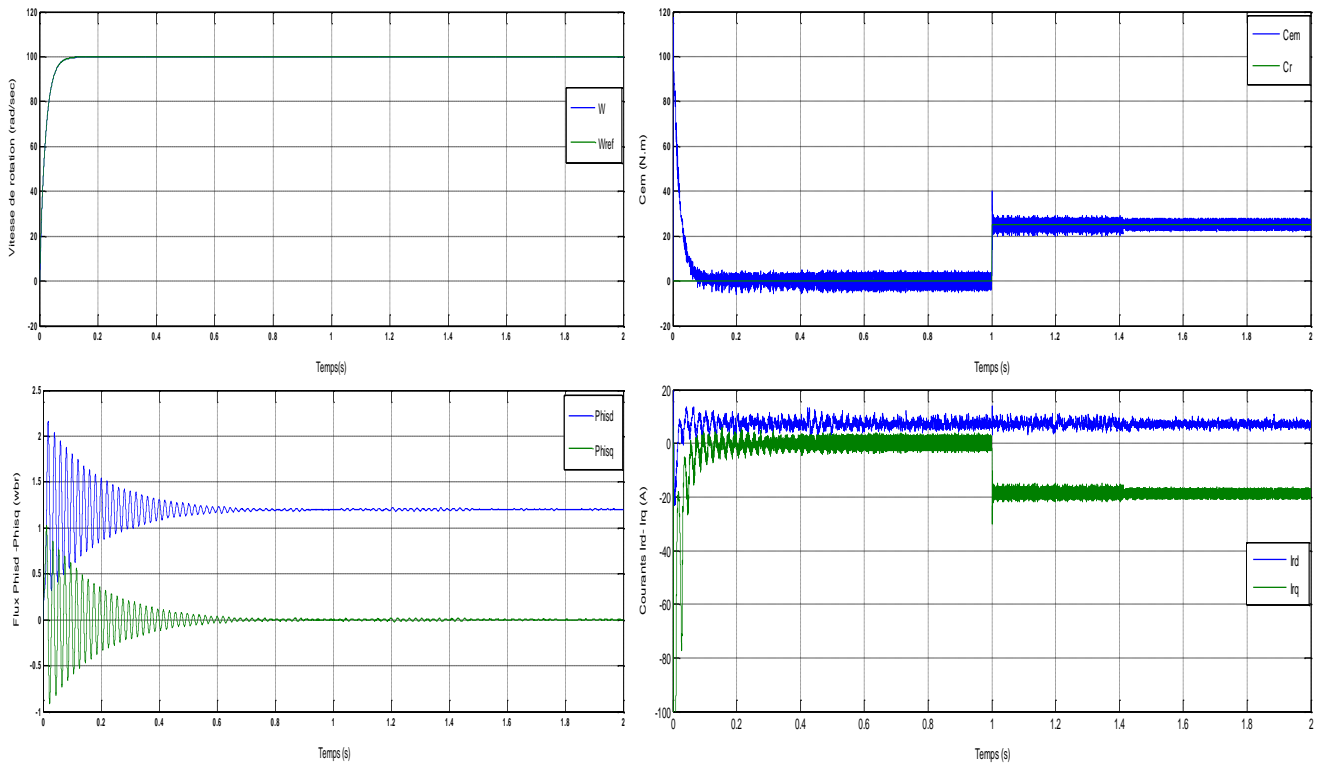 Vitesse de rotation (rad/sec)
120
100
80
60
40
20
0
-20
0 0.2 0.4 0.6 0.8 1 1.2 1.4 1.6 1.8 2
Temps(s)
W
Wref
Cem (N.m)
120
100
80
60
40
20
0
-20
0 0.2 0.4 0.6 0.8 1 1.2 1.4 1.6 1.8 2
Temps (s)
Cem
Cr
Flux Phisd -Phisq (wbr)
2.5
2
1.5
1
0.5
0
-0.5
-1
0 0.2 0.4 0.6 0.8 1 1.2 1.4 1.6 1.8 2
Temps (s)
Phisd
Phisq
Courants Ird- Irq (A)
20
0
-20
-40
-60
-80
-100
0 0.2 0.4 0.6 0.8 1 1.2 1.4 1.6 1.8 2
Temps (s)
Ird
Irq